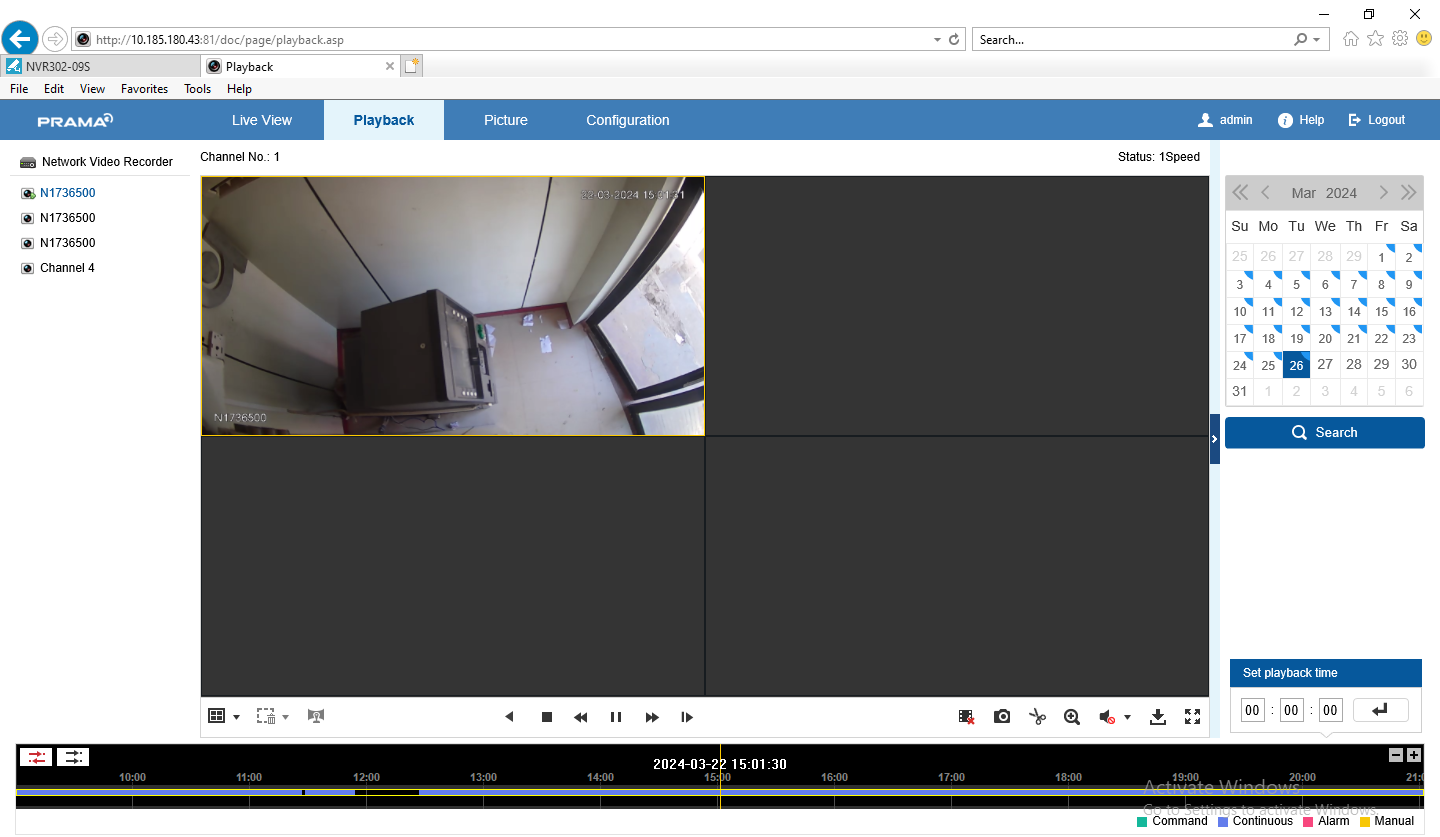 http://10.185.180.43:81/doc/page/playback.asp
Search...
NVR302-09S
Playback
File Edit View Favorites Tools Help
PRAMA
Live View
Playback
Picture
Configuration
admin
Help
Logout
Network Video Recorder
N1736500
N1736500
N1736500
Channel 4
Channel No.: 1
Status: 1Speed
22-03-2024 15:01:31
N1736500
Mar 2024
Su Mo Tu We Th Fr Sa
25 26 27 28 29 1 2
3 4 5 6 7 8 9
10 11 12 13 14 15 16
17 18 19 20 21 22 23
24 25 26 27 28 29 30
31 1 2 3 4 5 6
Search
Set playback time
00 : 00 : 00
2024-03-22 15:01:30
10:00 11:00 12:00 13:00 14:00 15:00 16:00 17:00 18:00 19:00 20:00 21:0
Activate Windows
Go to Settings to activate Windows.
Command Continuous Alarm Manual